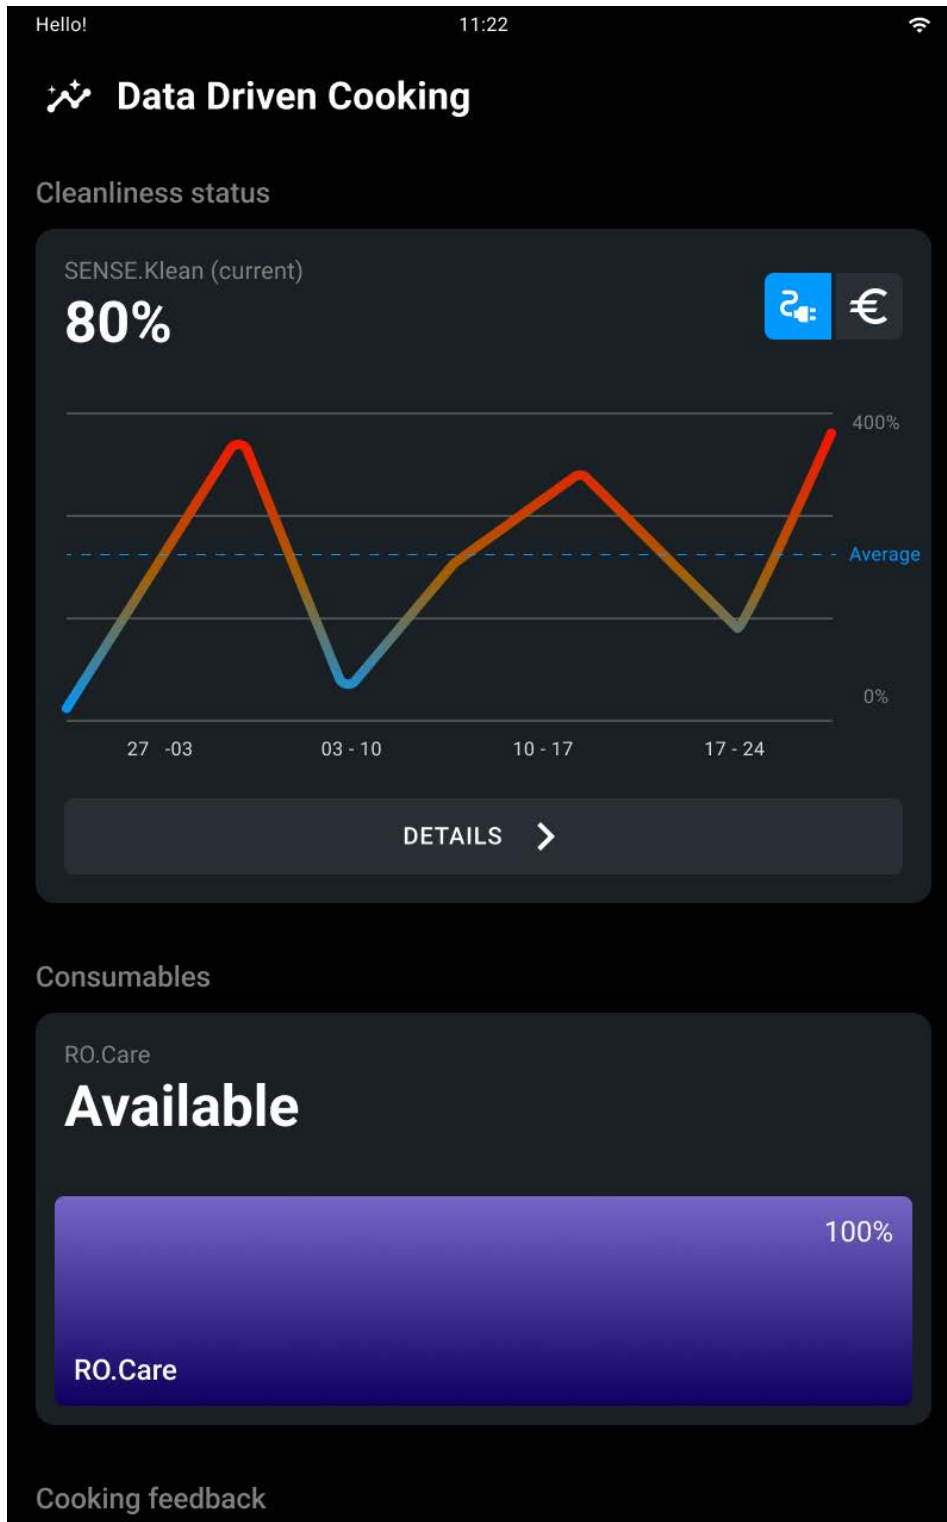 Hello!
11:22
Data Driven Cooking
Cleanliness status
SENSE.Klean (current)
80%
€
400%
Average
0%
27 -03
03 - 10
10 - 17
17 - 24
DETAILS
Consumables
RO.Care
Available
100%
RO.Care
Cooking feedback